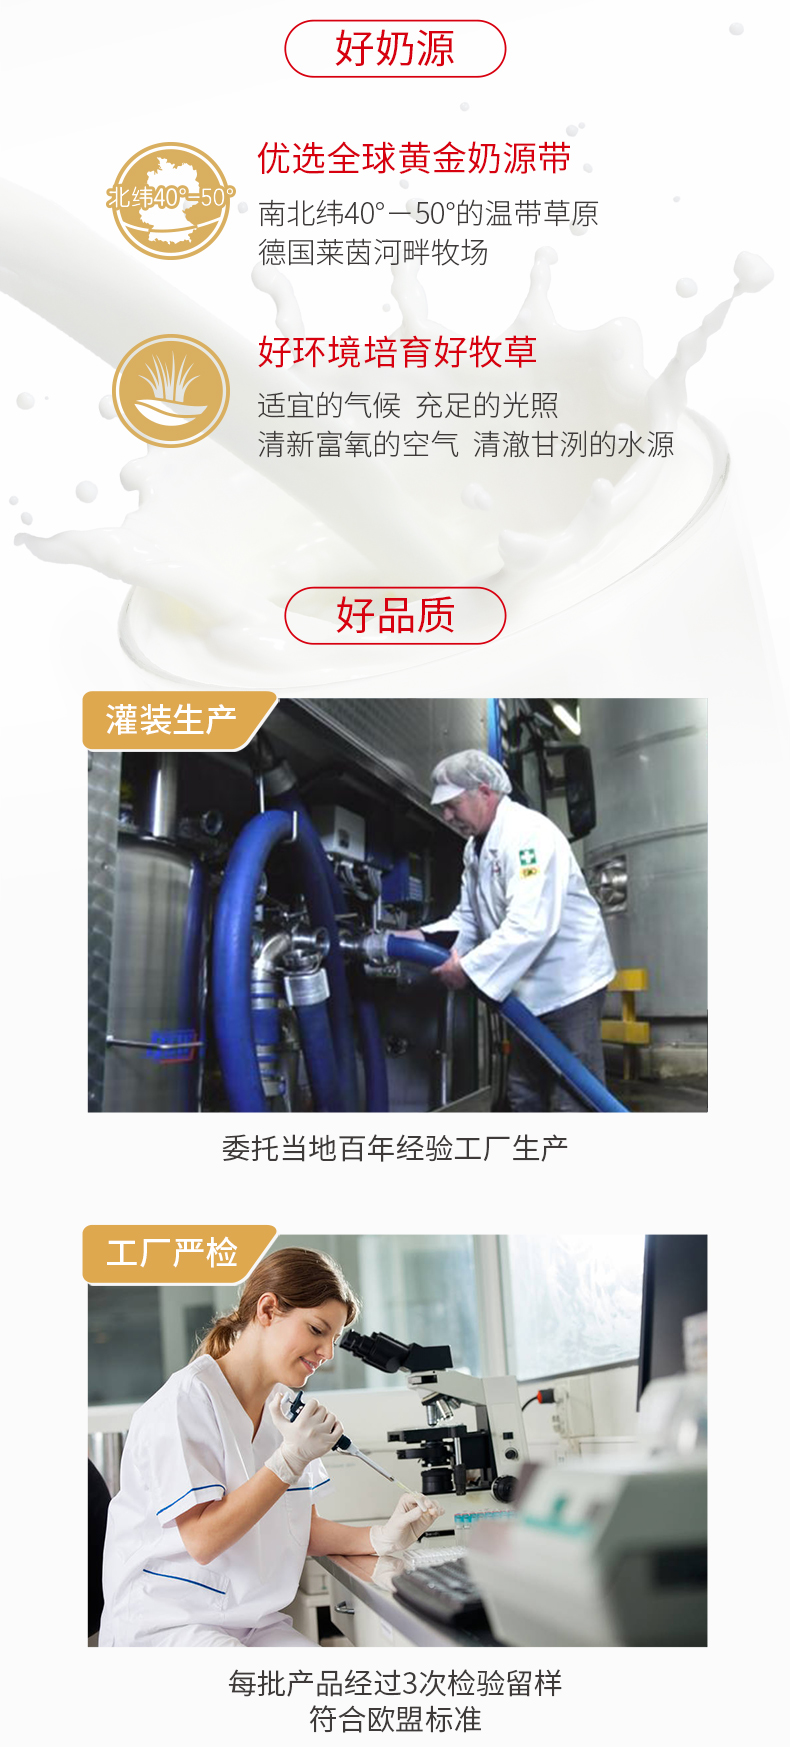 好奶源
优选全球黄金奶源带
北纬40°-50°
南北纬40°—50°的温带草原
德国莱茵河畔牧场
好环境培育好牧草
适宜的气候 充足的光照
清新富氧的空气 清澈甘洌的水源
好品质
灌装生产
委托当地百年经验工厂生产
工厂严检
每批产品经过3次检验留样
符合欧盟标准